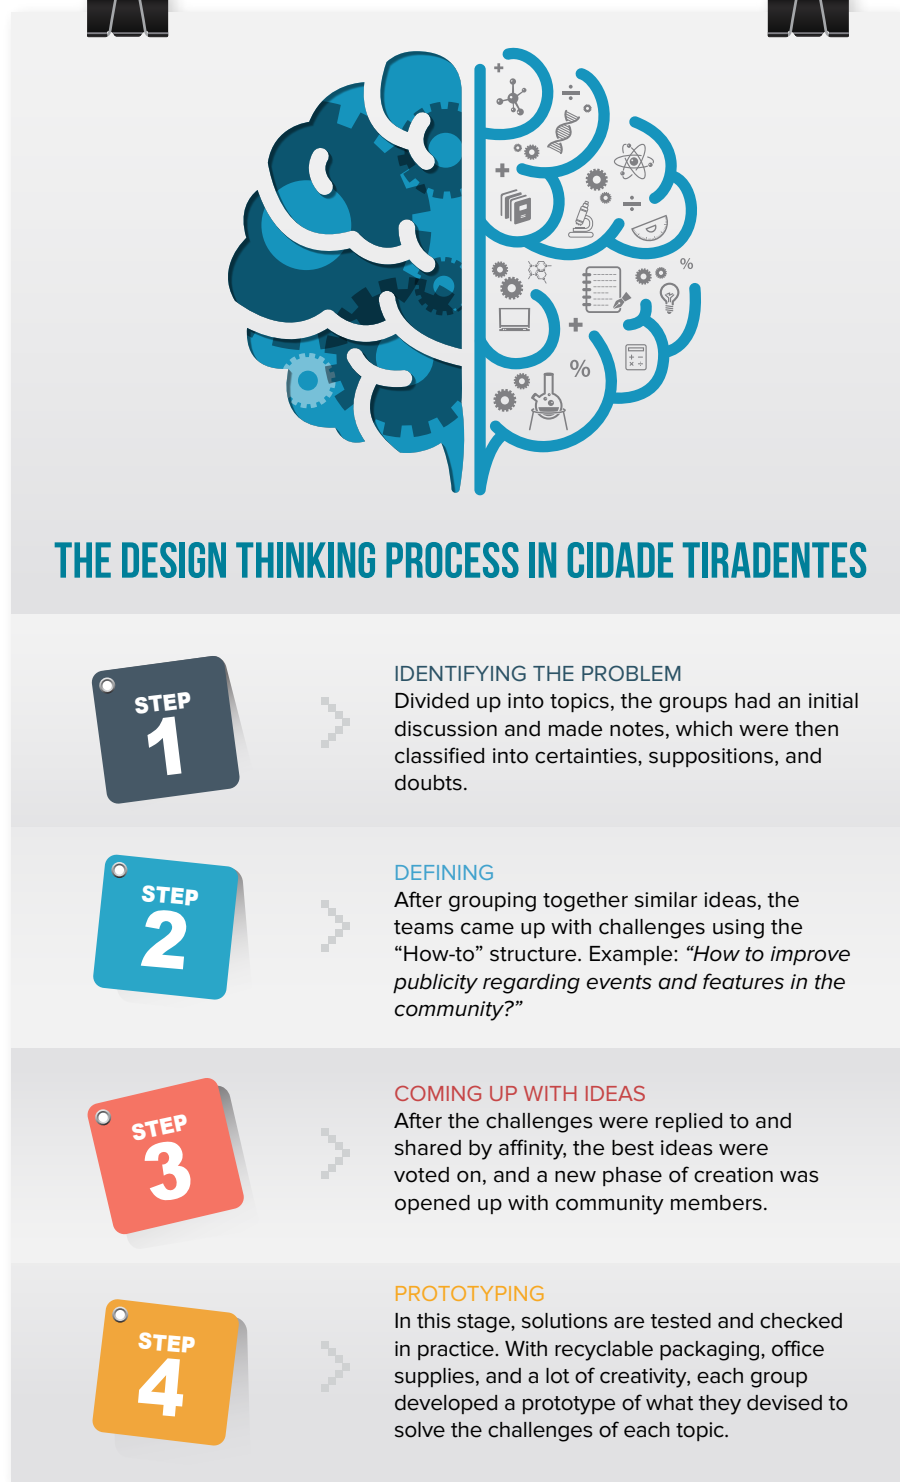 THE DESIGN THINKING PROCESS IN CIDADE TIRADENTES
STEP
1
IDENTIFYING THE PROBLEM
Divided up into topics, the groups had an initial
discussion and made notes, which were then
classified into certainties, suppositions, and
doubts.
STEP
2
DEFINING
After grouping together similar ideas, the
teams came up with challenges using the
“How-to” structure. Example: “How to improve
publicity regarding events and features in the
community?”
STEP
3
COMING UP WITH IDEAS
After the challenges were replied to and
shared by affinity, the best ideas were
voted on, and a new phase of creation was
opened up with community members.
STEP
4
PROTOTYPING
In this stage, solutions are tested and checked
in practice. With recyclable packaging, office
supplies, and a lot of creativity, each group
developed a prototype of what they devised to
solve the challenges of each topic.